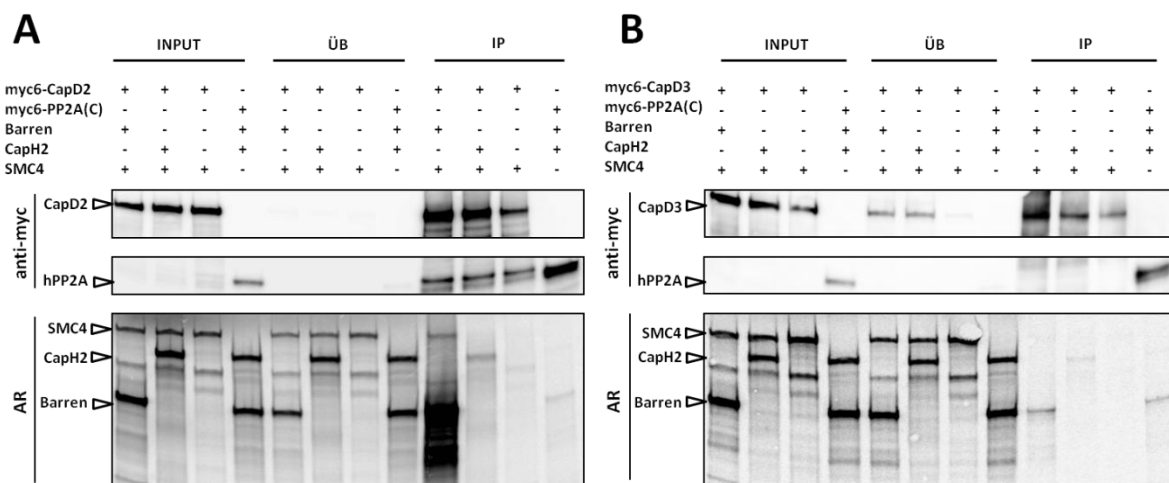 A
INPUT ÜB IP
myc6-CapD2 + + + - + + + - + + + -
myc6-PP2A(C) - - - + - - - + - - - +
Barren + - - + + - - + + - - +
CapH2 - + - + - + - + - + - +
SMC4 + + + - + + + - + + + -
anti-myc
CapD2
hPP2A
AR
SMC4
CapH2
Barren
B
INPUT ÜB IP
myc6-CapD3 + + + - + + + - + + + -
myc6-PP2A(C) - - - + - - - + - - - +
Barren + - - + + - - + + - - +
CapH2 - + - + - + - + - + - +
SMC4 + + + - + + + - + + + -
anti-myc
CapD3
hPP2A
AR
SMC4
CapH2
Barren